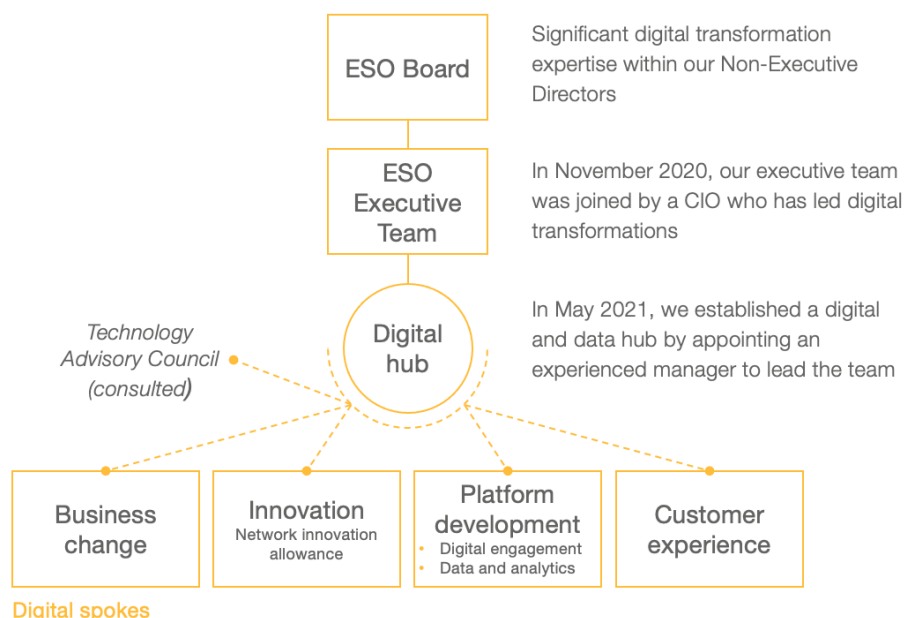 ESO Board
Significant digital transformation
expertise within our Non-Executive
Directors
ESO
Executive
Team
In November 2020, our executive team
was joined by a CIO who has led digital
transformations
Digital
hub
In May 2021, we established a digital
and data hub by appointing an
experienced manager to lead the team
Technology
Advisory Council
(consulted)
Business
change
Innovation
Network innovation
allowance
Platform
development
• Digital engagement
• Data and analytics
Customer
experience
Digital spokes